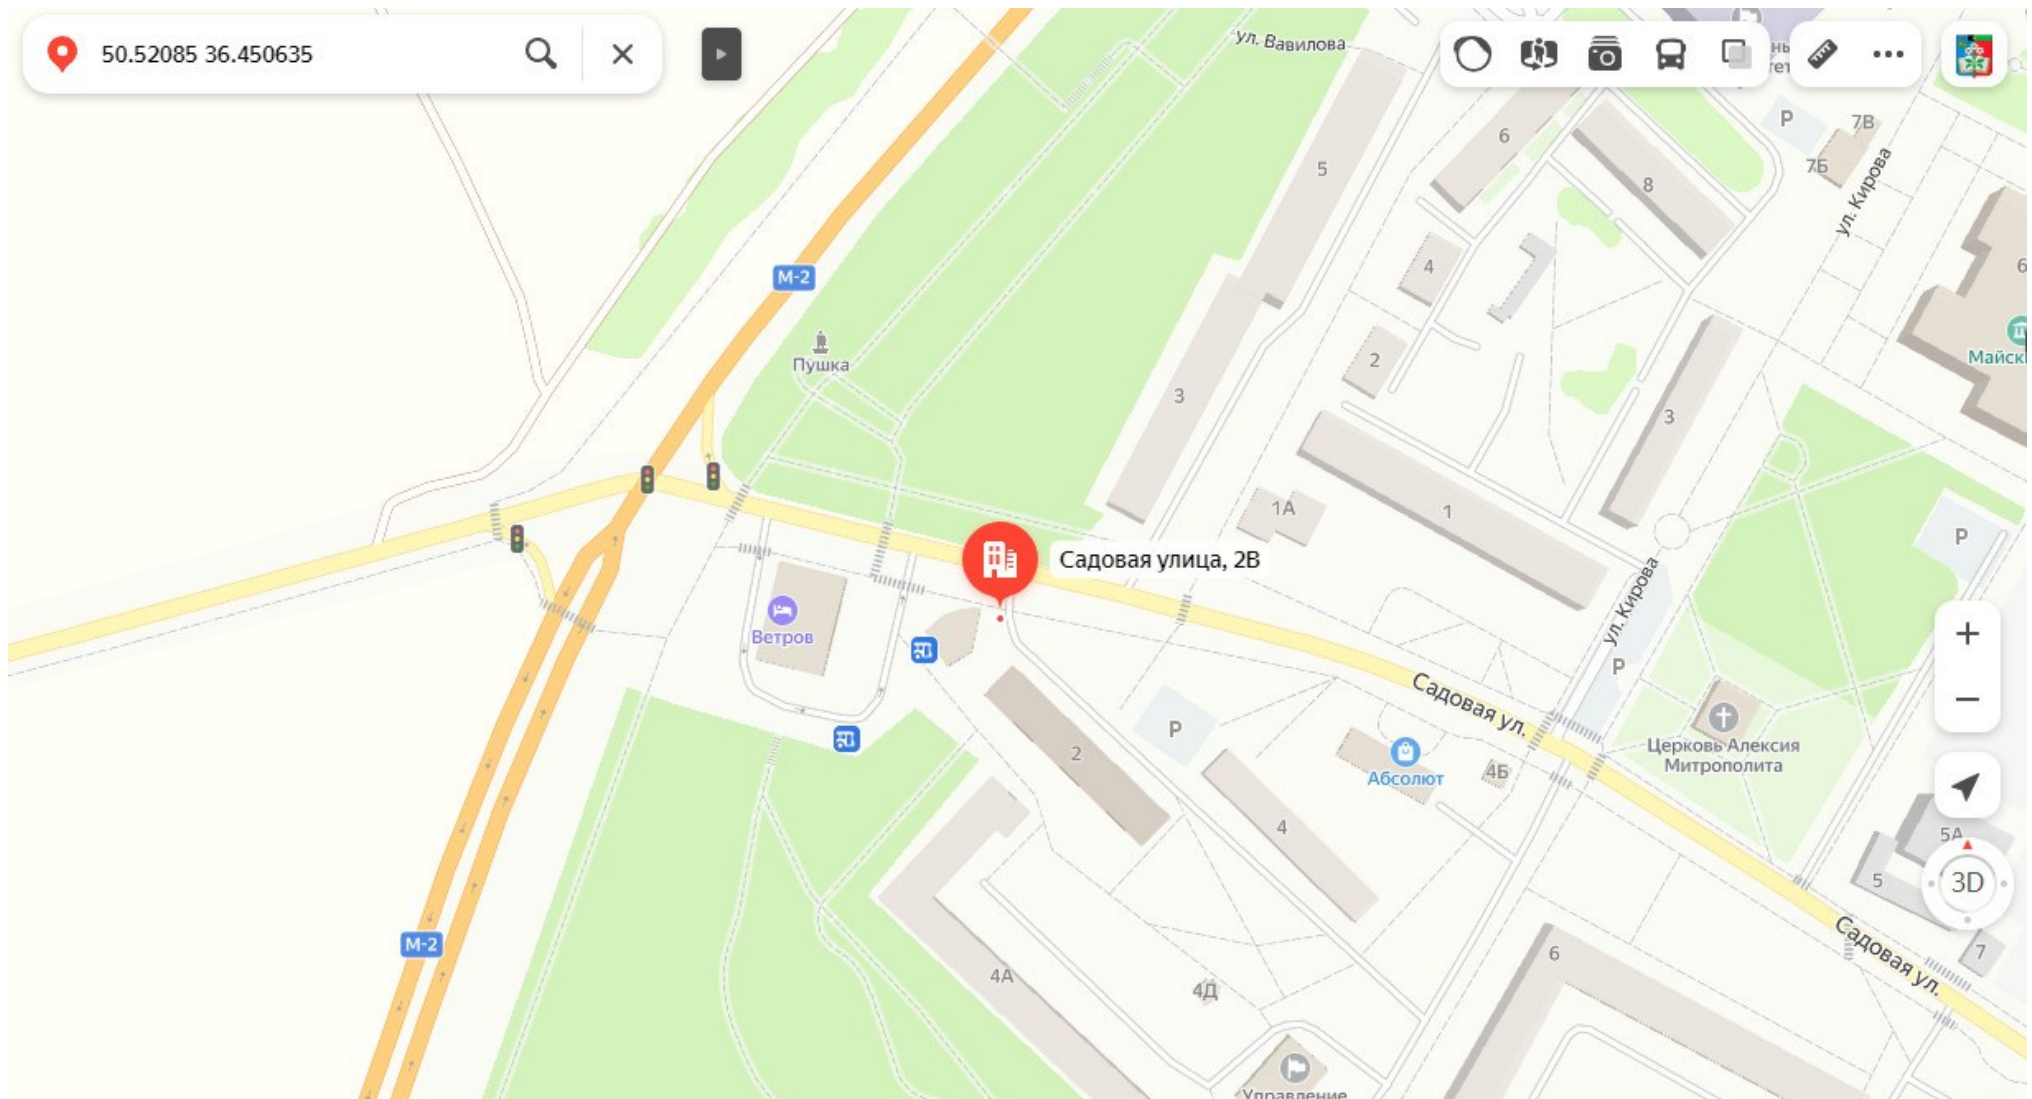 50.52085 36.450635
ул. Вавилова
P
7В
7Б
6
5
8
ул. Кирова
4
М-2
6
Пушка
2
Майск
3
3
1А
1
P
Садовая улица, 2В
ул. Кирова
Ветров
P
Садовая ул.
P
2
Церковь Алексия
Митрополита
Абсолют
4Б
4
5А
5
3D
М-2
Садовая ул.
6
7
4А
4Д
Управление